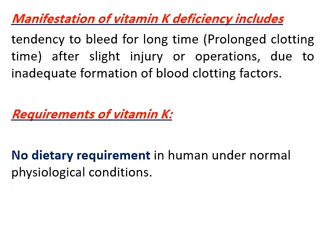 Manifestation of vitamin K deficiency includes
tendency to bleed for long time (Prolonged clotting
time) after slight injury or operations, due to
inadequate formation of blood clotting factors.
Requirements of vitamin K:
No dietary requirement in human under normal
physiological conditions.